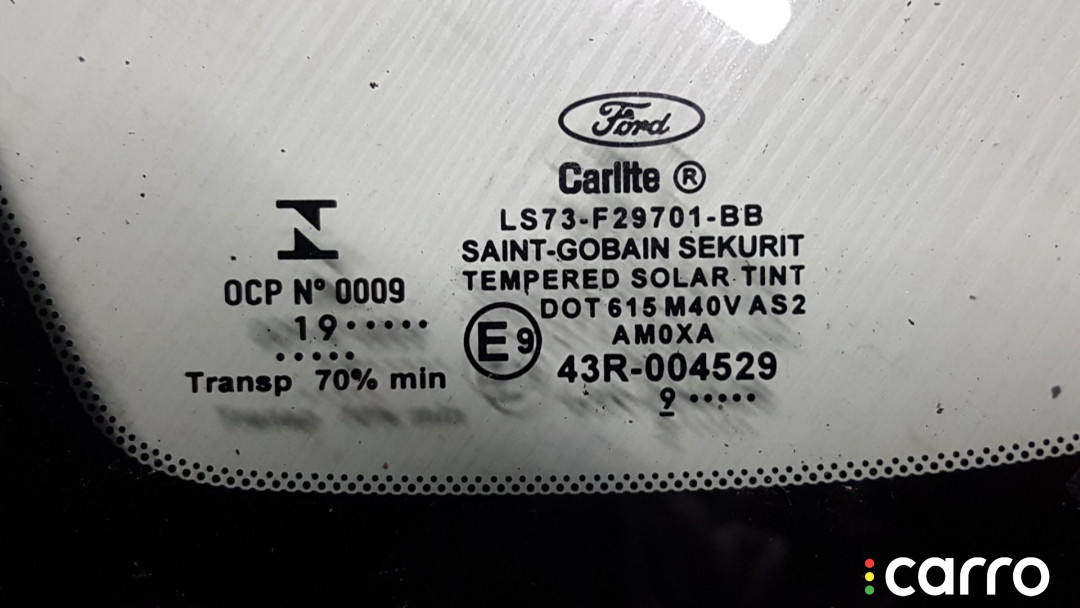 Ford
Carlite ®
LS73-F29701-BB
SAINT-GOBAIN SEKURIT
TEMPERED SOLAR TINT
DOT 615 M40V AS2
AM0XA
E9
43R-004529
9 •••••
OCP Nº 0009
19 •••••
•••••
Transp 70% min
carro